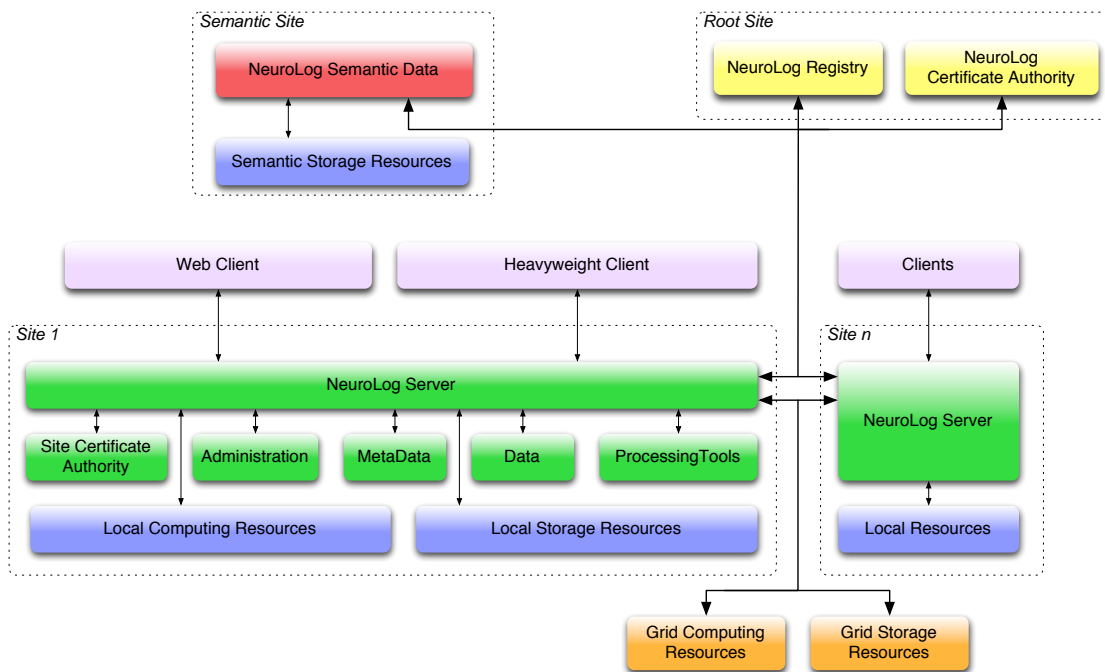 Semantic Site
NeuroLog Semantic Data
Semantic Storage Resources
Root Site
NeuroLog Registry
NeuroLog
Certificate Authority
Web Client
Heavyweight Client
Clients
Site 1
NeuroLog Server
Site Certificate
Authority
Administration
MetaData
Data
ProcessingTools
Local Computing Resources
Local Storage Resources
Site n
NeuroLog Server
Local Resources
Grid Computing
Resources
Grid Storage
Resources